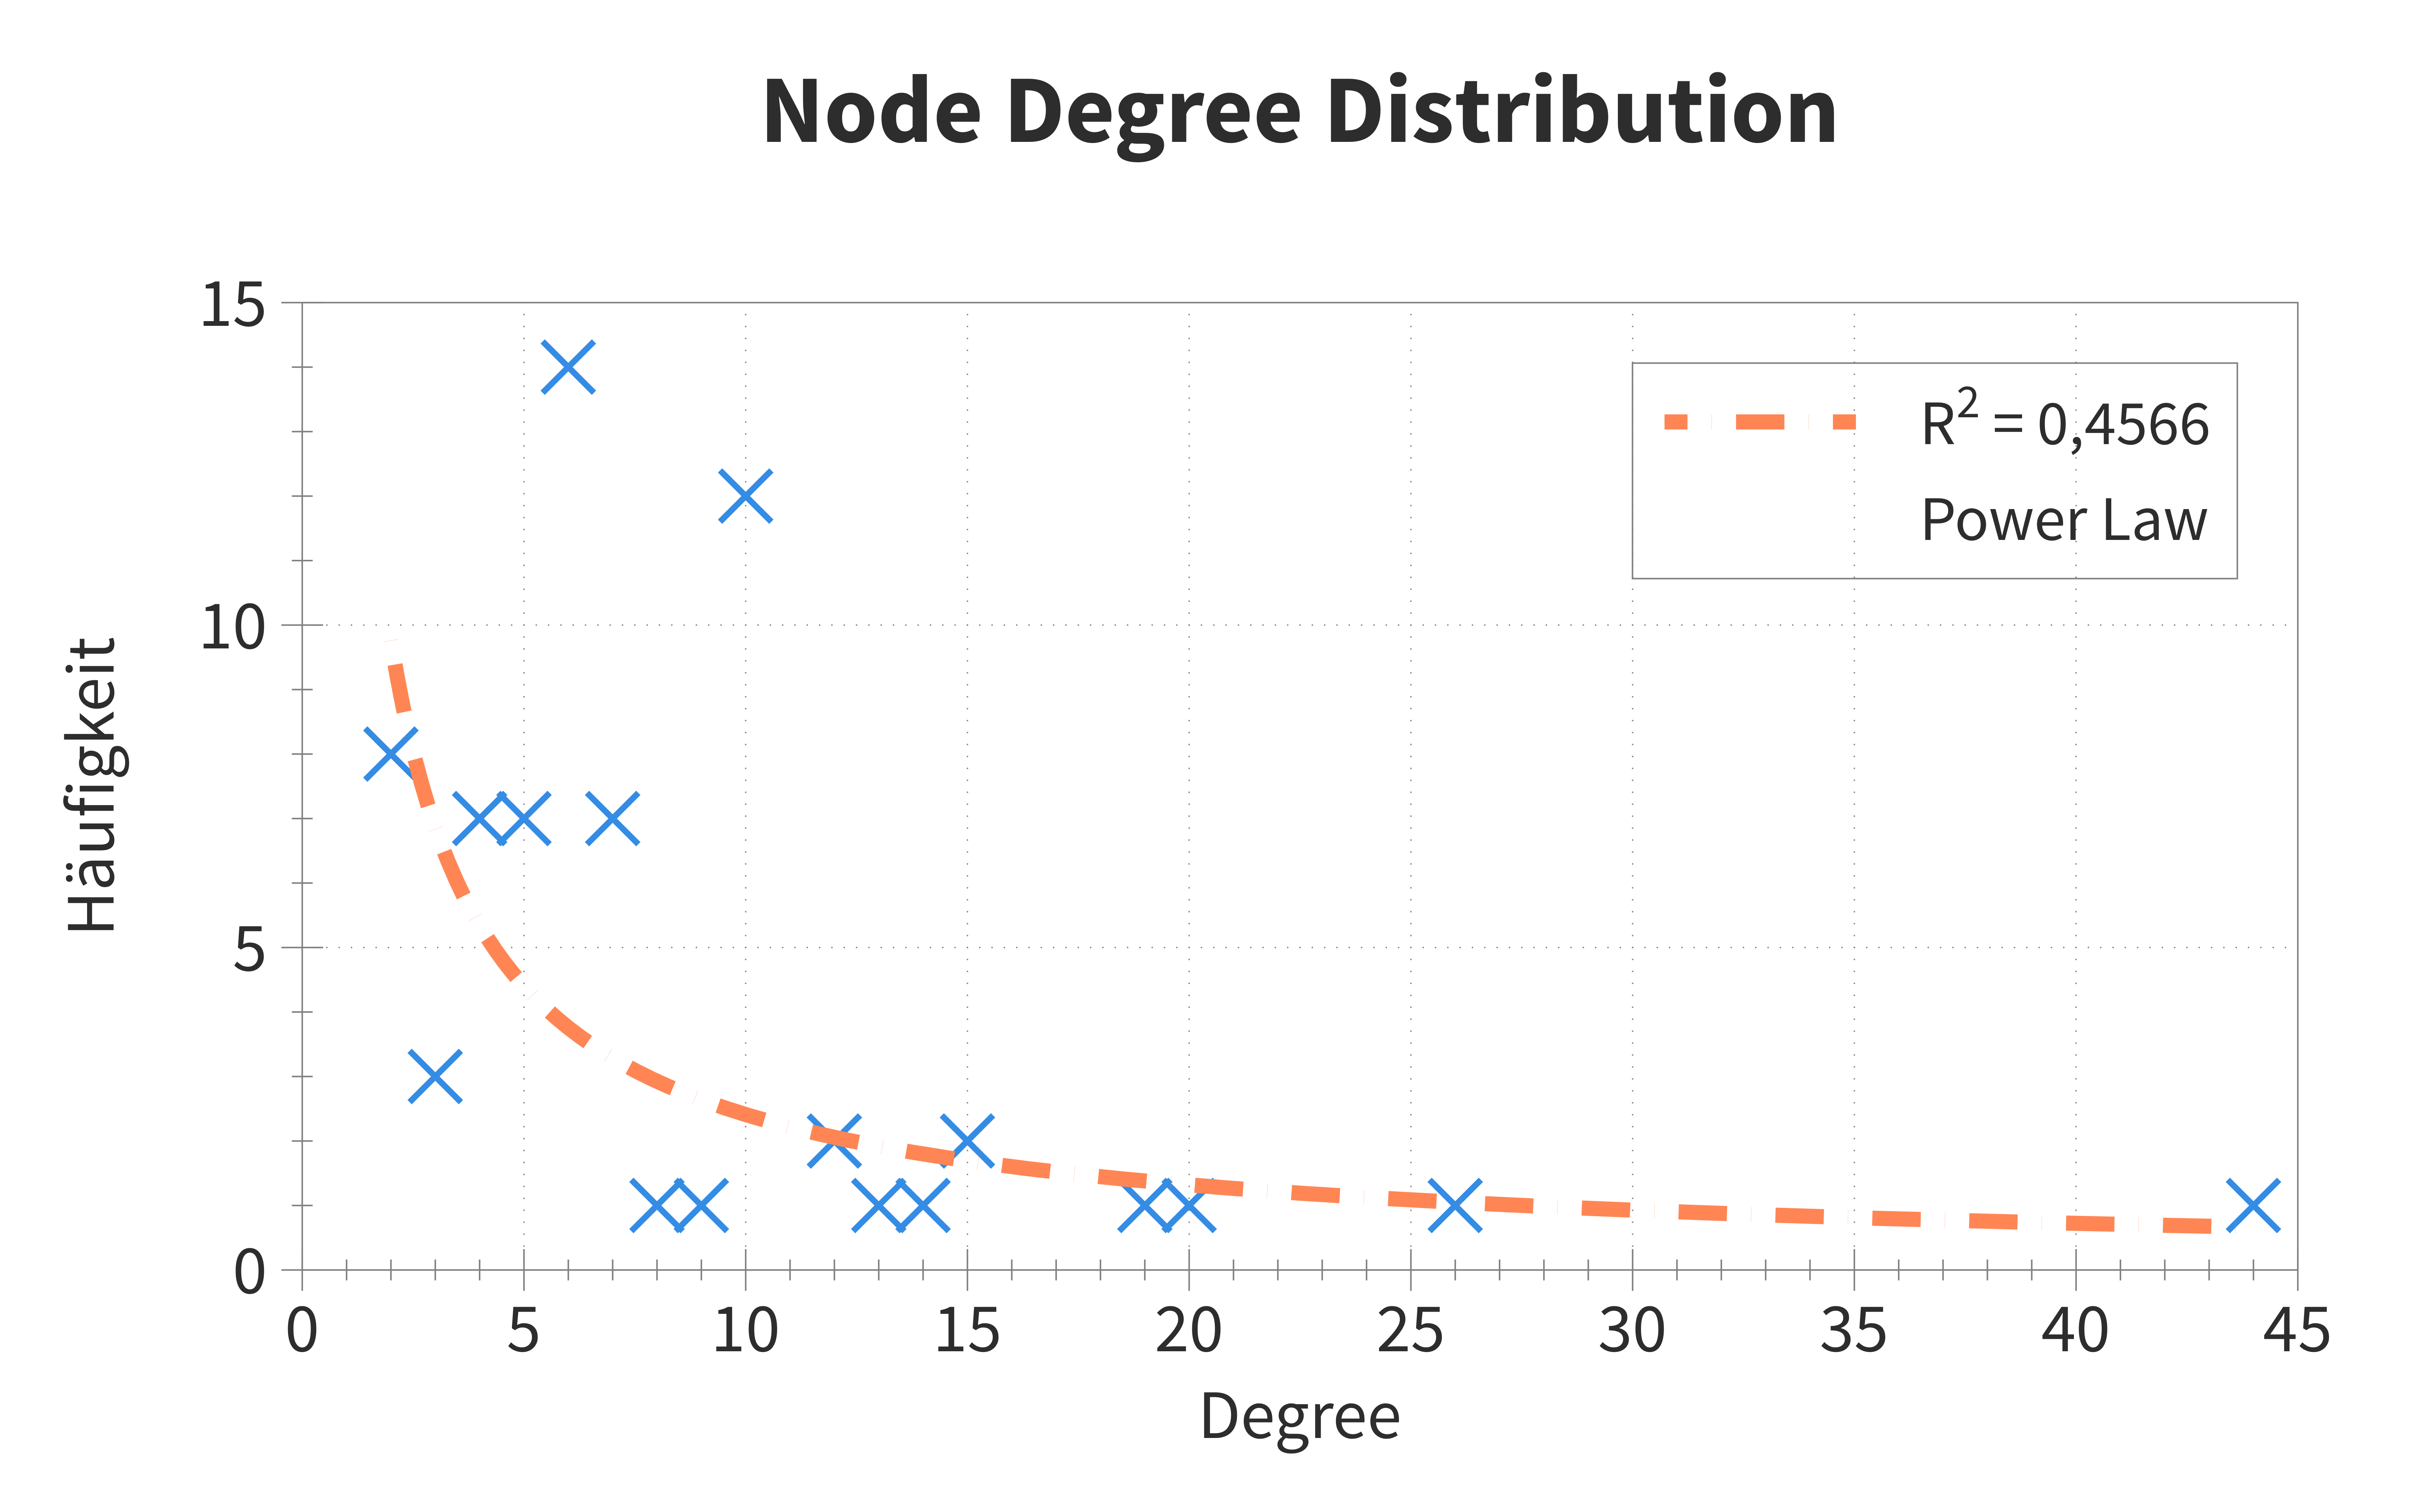 Node Degree Distribution
15
10
5
0
Häufigkeit
R² = 0,4566
Power Law
0 5 10 15 20 25 30 35 40 45
Degree